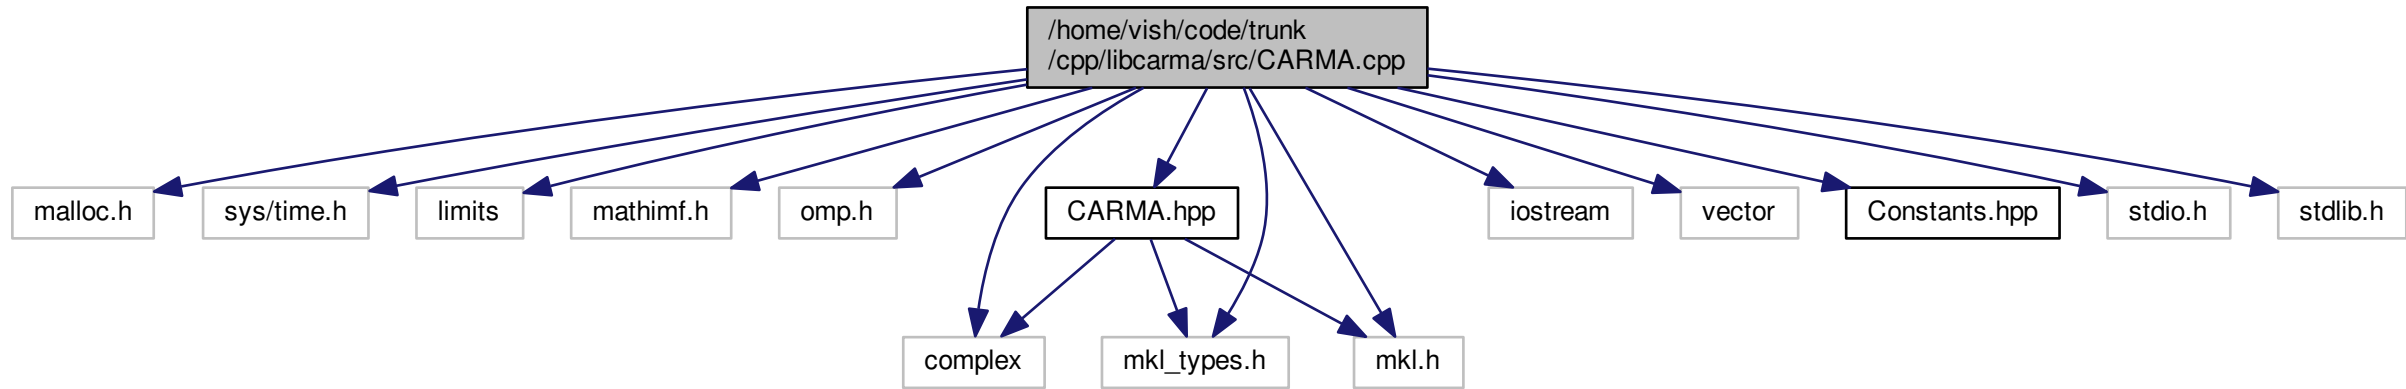 /home/vish/code/trunk
/cpp/libcarma/src/CARMA.cpp
malloc.h
sys/time.h
limits
mathimf.h
omp.h
CARMA.hpp
iostream
vector
Constants.hpp
stdio.h
stdlib.h
complex
mkl_types.h
mkl.h